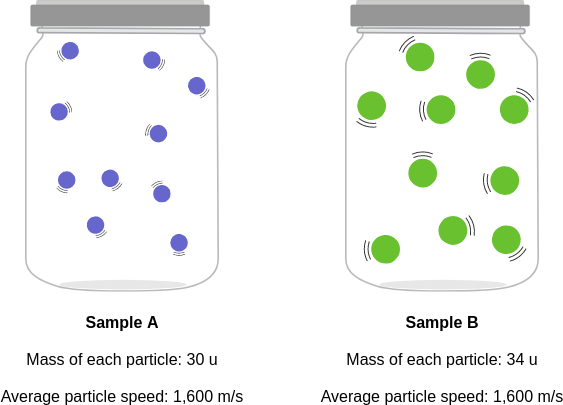 Sample A
Sample B
Mass of each particle: 30 u
Mass of each particle: 34 u
Average particle speed: 1,600 m/s
Average particle speed: 1,600 m/s